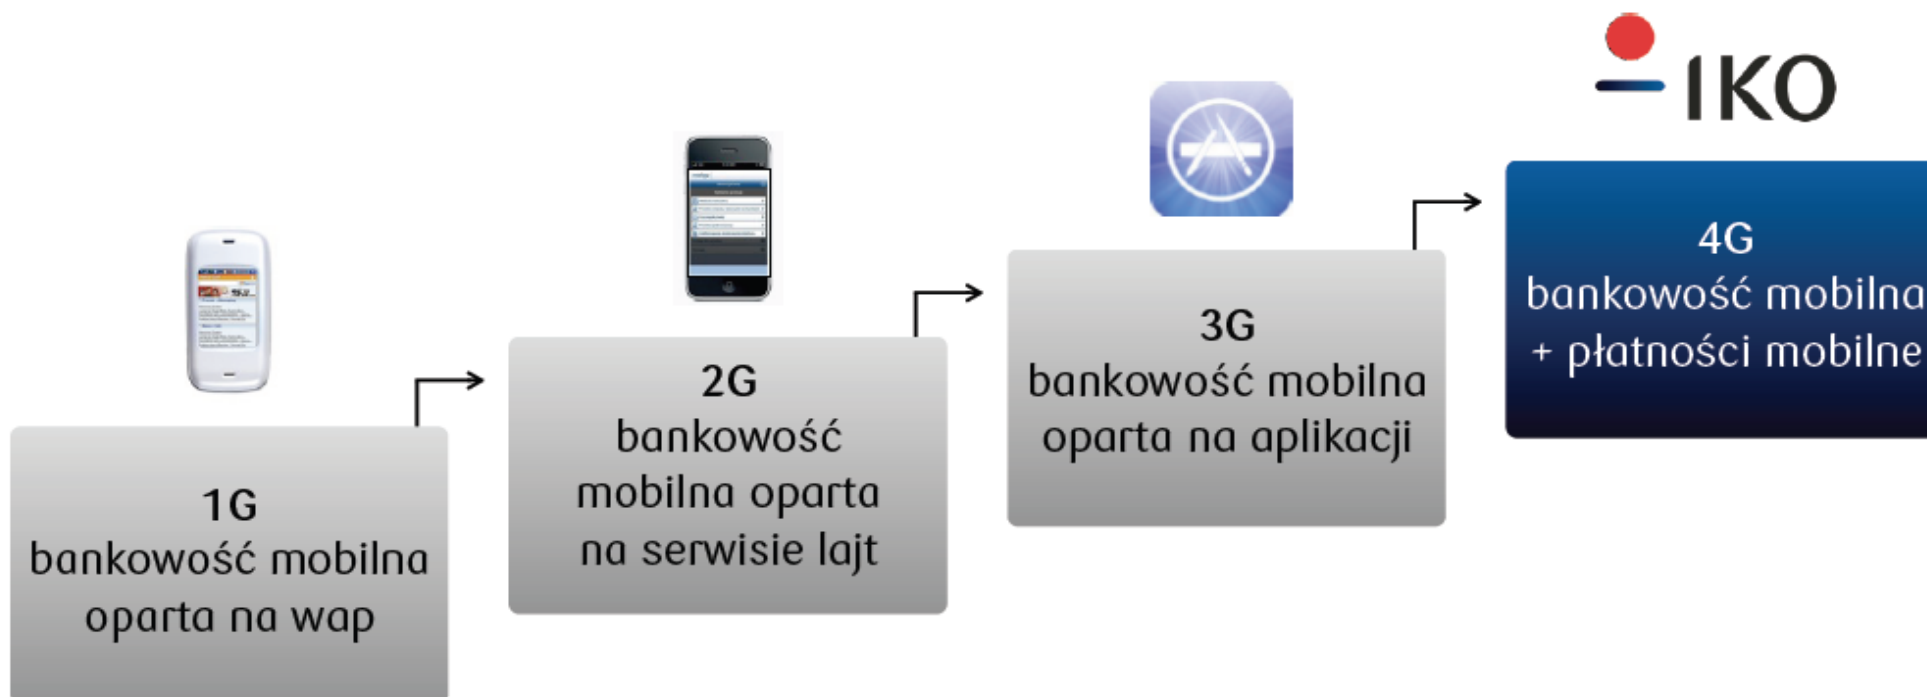 IKO
4G
bankowość mobilna
+ płatności mobilne
3G
bankowość mobilna
oparta na aplikacji
2G
bankowość
mobilna oparta
na serwisie lajt
1G
bankowość mobilna
oparta na wap